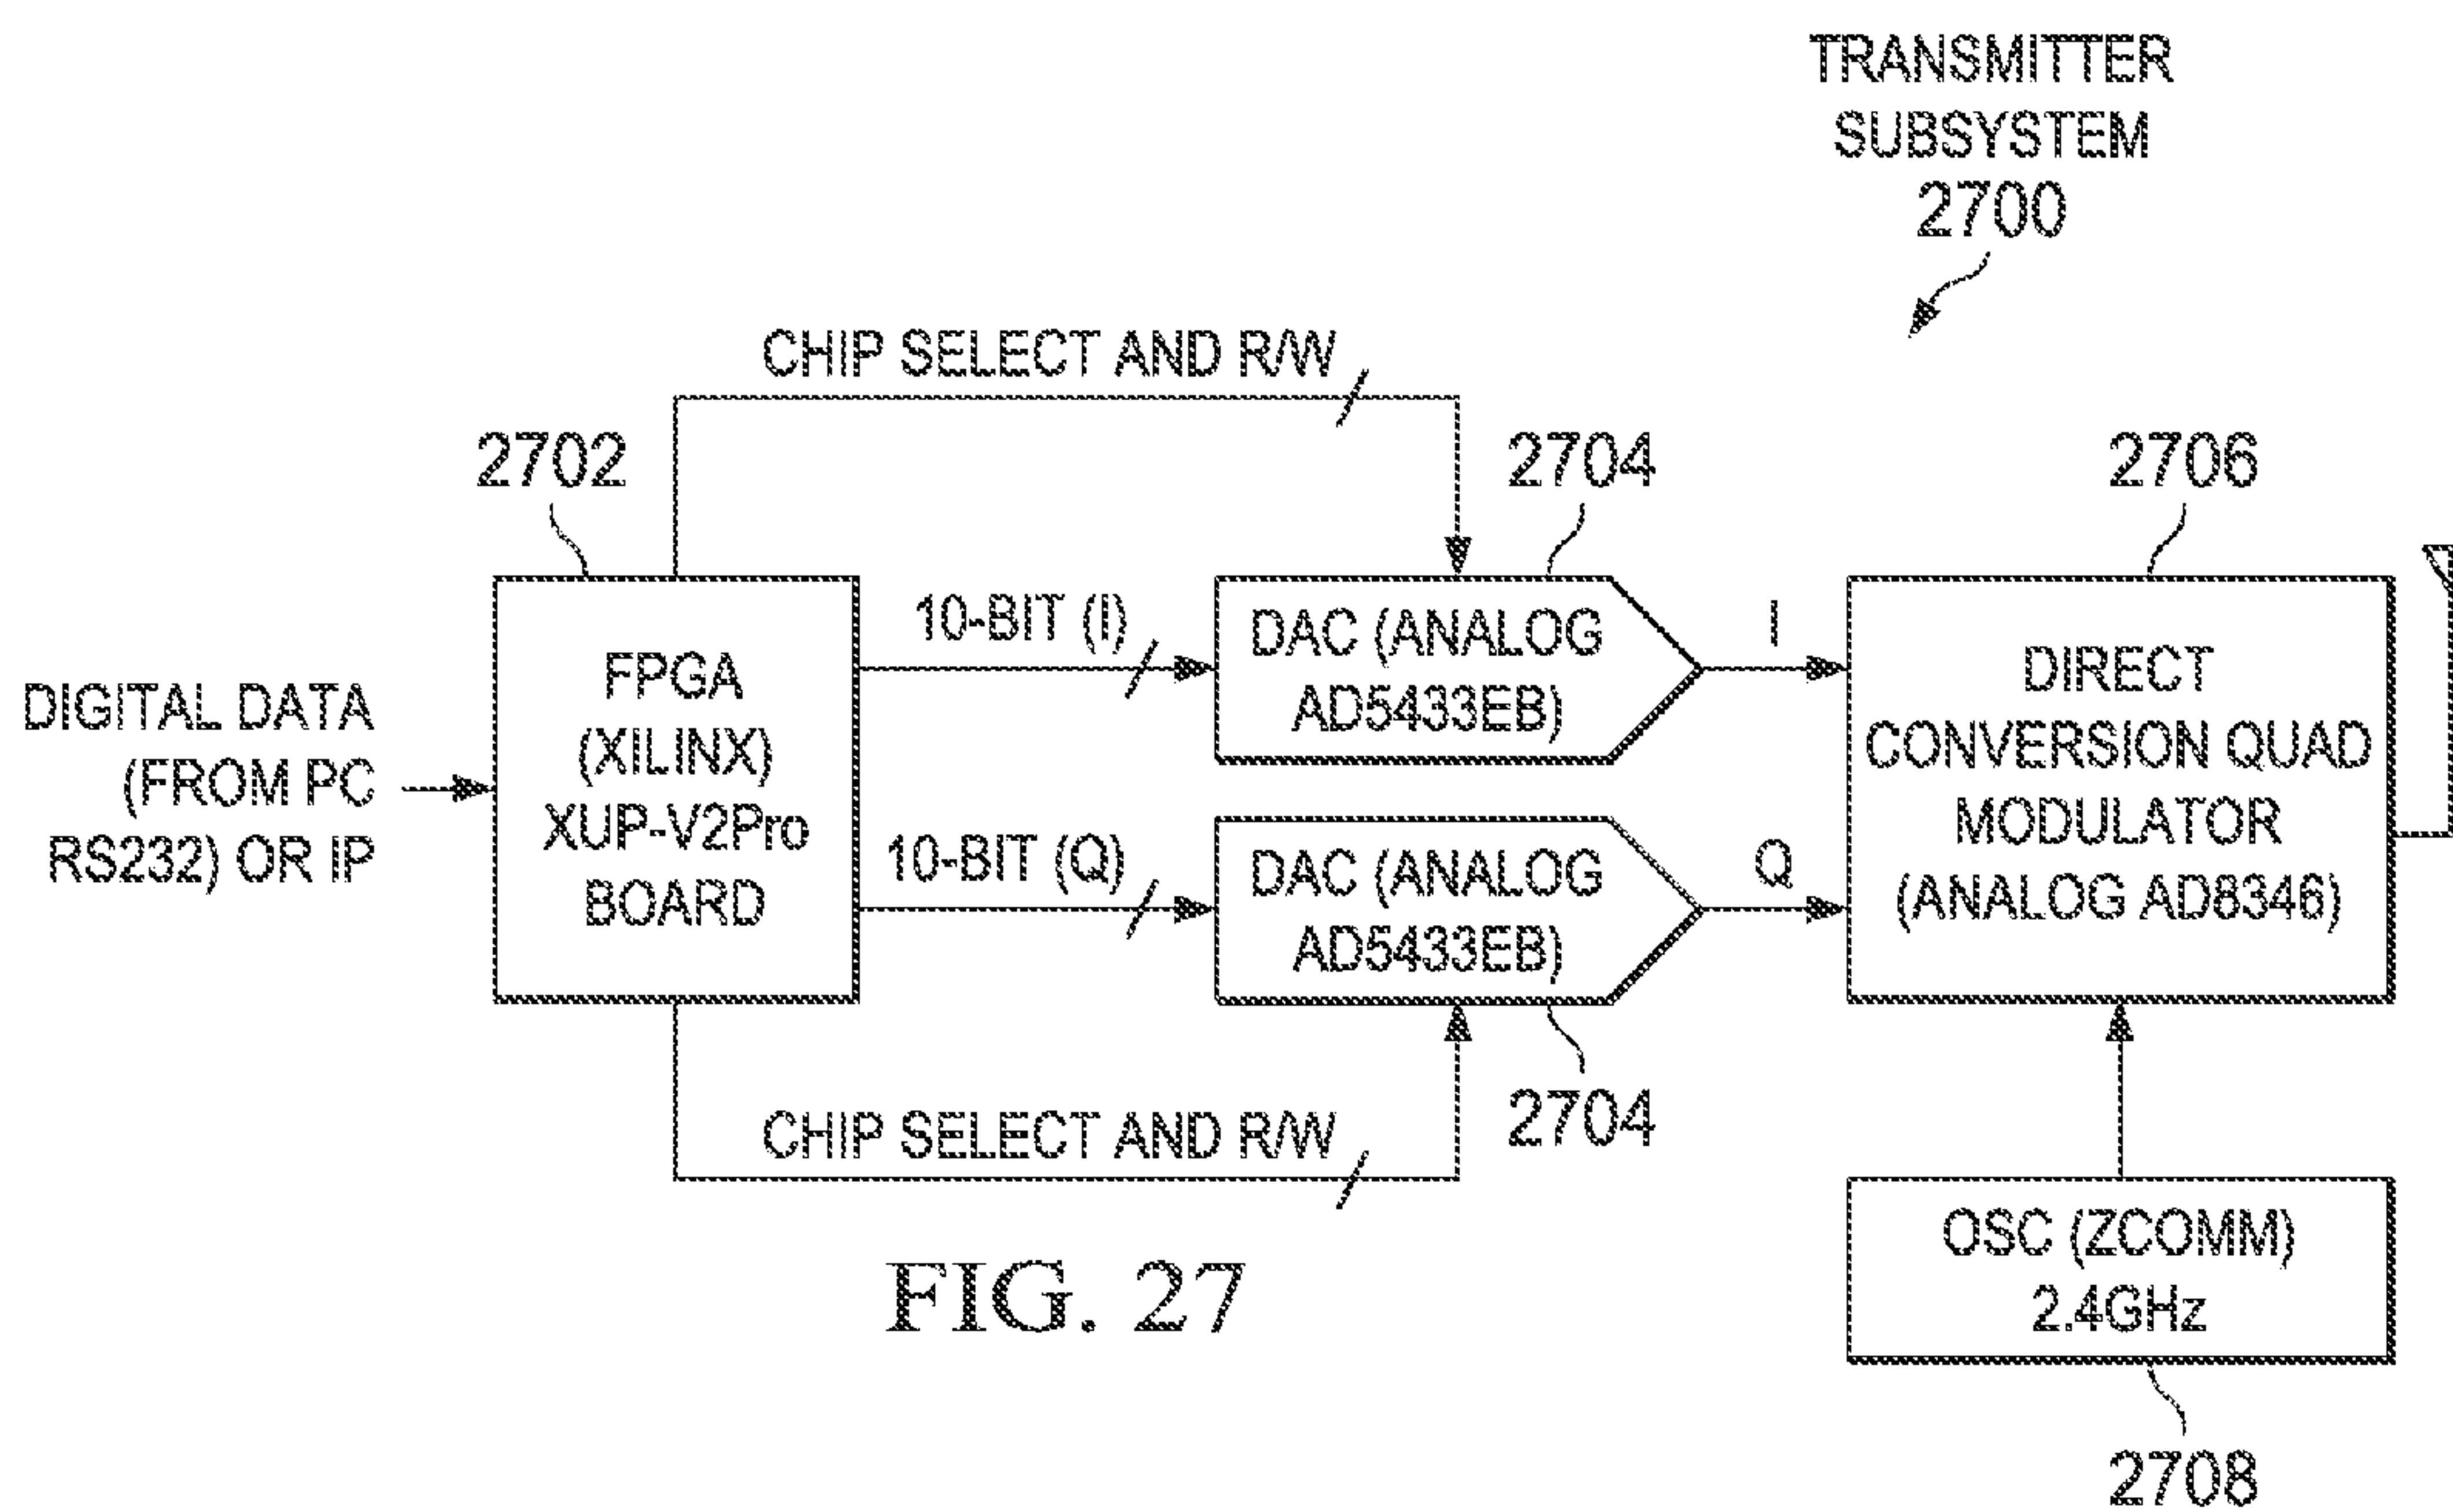 TRANSMITTER
SUBSYSTEM
2700
CHIP SELECT AND R/W
2702
2704
2706
DIGITAL DATA
(FROM PC
RS232) OR IP
FPGA
(XILINX)
XUP-V2Pro
BOARD
10-BIT (I)
10-BIT (Q)
DAC (ANALOG
AD5433EB)
DAC (ANALOG
AD5433EB)
I
Q
DIRECT
CONVERSION QUAD
MODULATOR
(ANALOG AD8346)
CHIP SELECT AND R/W
2704
OSC (ZCOMM)
2.4GHz
2708
FIG. 27